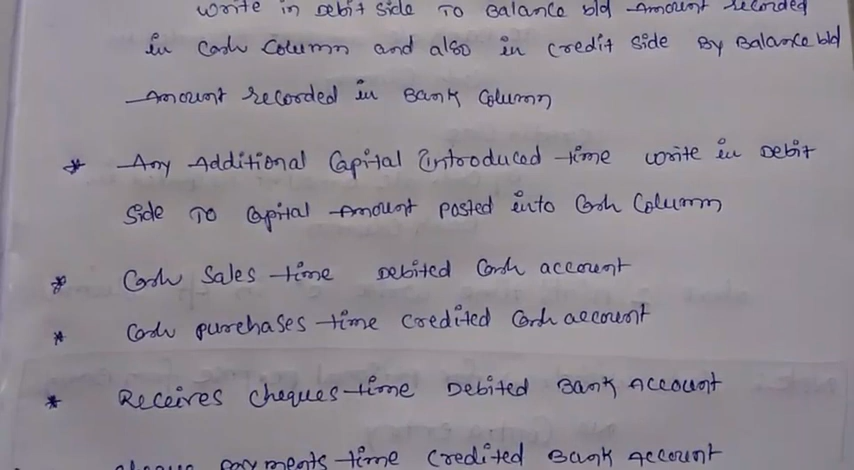 write in Debit side To Balance b/d Amount recorded
in Cash Column and also in credit side By Balance b/d
Amount recorded in Bank Column
* Any Additional Capital Introduced time write in Debit
side To Capital Amount posted into Cash Column
* Cash sales time Debited Cash account
* Cash purchases time credited Cash account
* Receives cheques time Debited Bank Account
payments time credited Bank Account